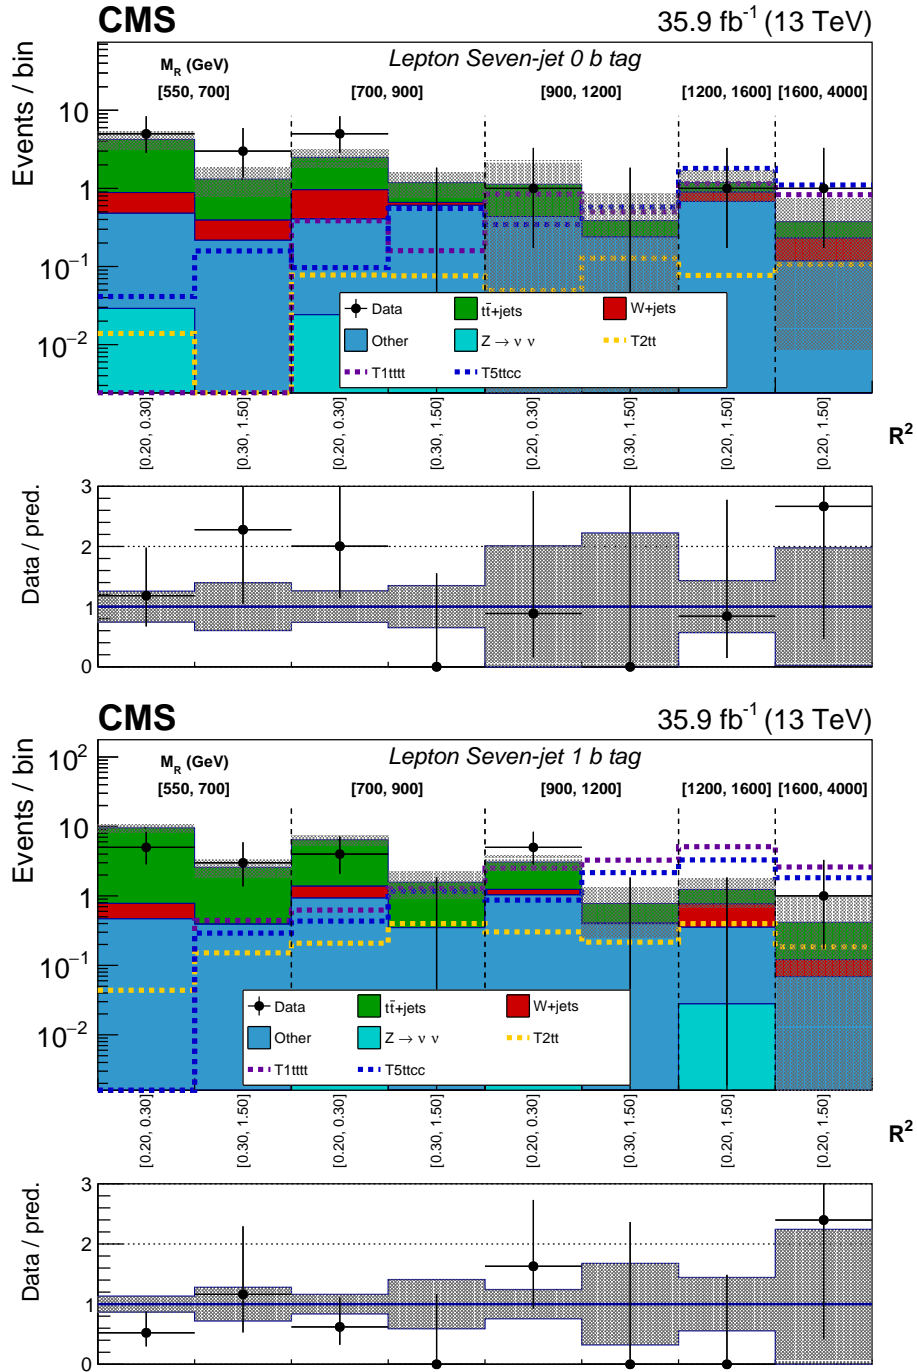 CMS 35.9 fb⁻¹ (13 TeV)
Events / bin
Lepton Seven-jet 0 b tag
M_R (GeV)
[550, 700] [700, 900] [900, 1200] [1200, 1600] [1600, 4000]
10
1
10⁻¹
10⁻²
Data tt̄+jets W+jets
Other Z → ν ν T2tt
T1tttt T5ttcc
[0.20, 0.30] [0.30, 1.50] [0.20, 0.30] [0.30, 1.50] [0.20, 0.30] [0.30, 1.50] [0.20, 1.50] [0.20, 1.50]
R²
Data / pred.
3
2
1
0
CMS 35.9 fb⁻¹ (13 TeV)
Events / bin
Lepton Seven-jet 1 b tag
M_R (GeV)
[550, 700] [700, 900] [900, 1200] [1200, 1600] [1600, 4000]
10²
10
1
10⁻¹
10⁻²
Data tt̄+jets W+jets
Other Z → ν ν T2tt
T1tttt T5ttcc
[0.20, 0.30] [0.30, 1.50] [0.20, 0.30] [0.30, 1.50] [0.20, 0.30] [0.30, 1.50] [0.20, 1.50] [0.20, 1.50]
R²
Data / pred.
3
2
1
0